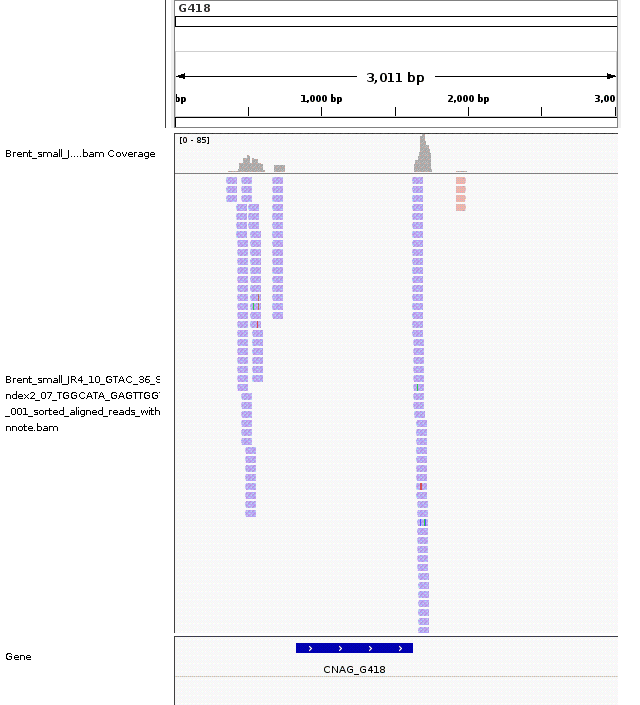 G418
3,011 bp
bp
1,000 bp
2,000 bp
3,00
[0 - 85]
Brent_small_J....bam Coverage
Brent_small_JR4_10_GTAC_36_S
ndex2_07_TGGCATA_GAGTTGG
_001_sorted_aligned_reads_with
nnote.bam
Gene
CNAG_G418